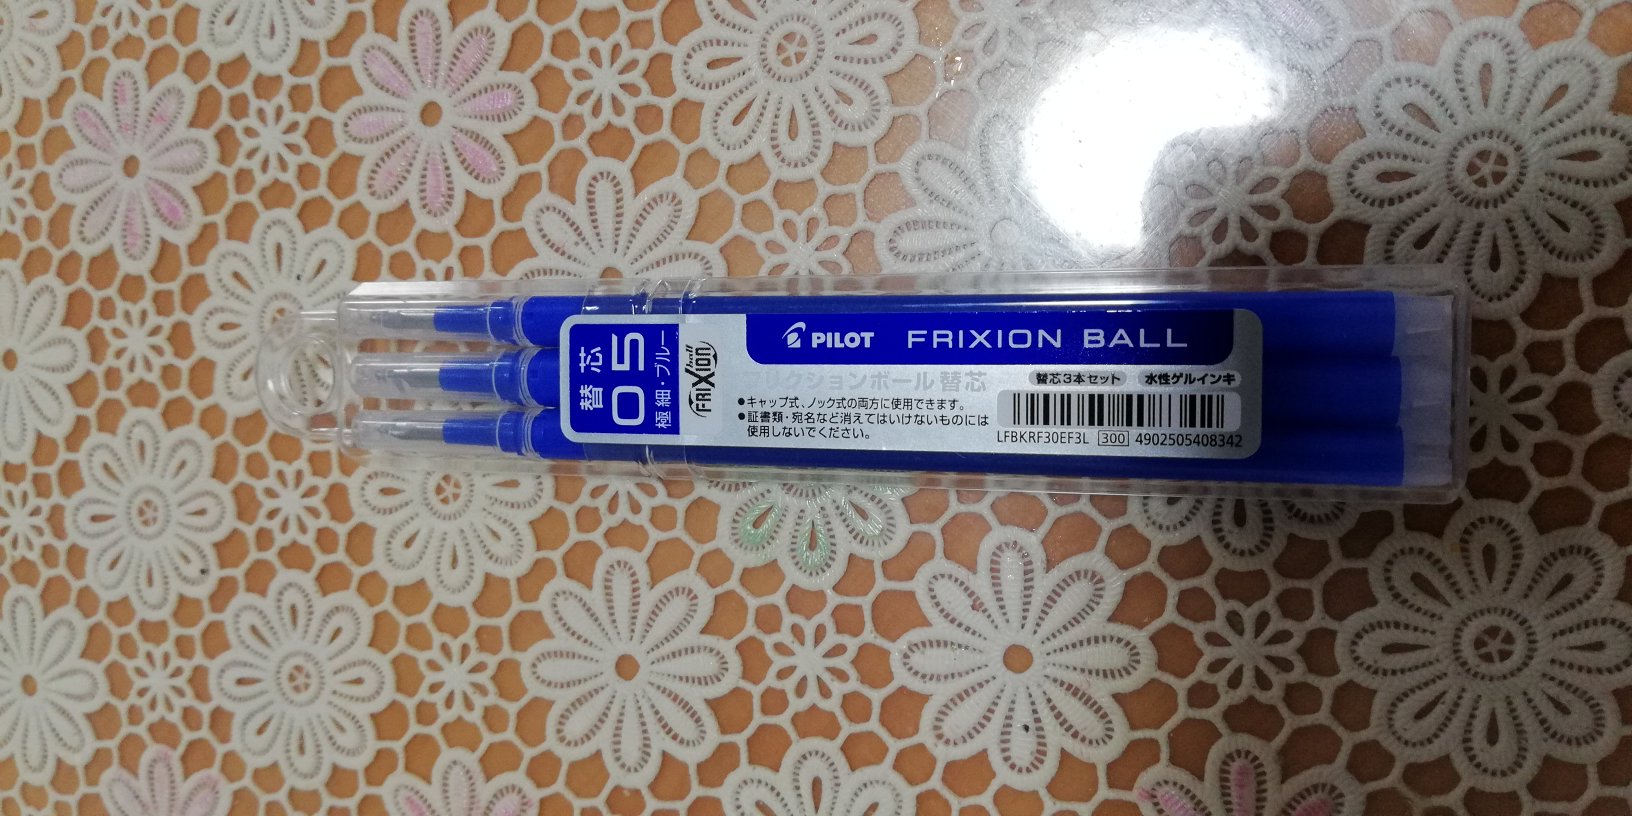 替芯
05
極細・ブルー
FRIXION ball
PILOT FRIXION BALL
フリクションボール替芯
替芯3本セット 水性ゲルインキ
●キャップ式、ノック式の両方に使用できます。
●証書類・宛名など消えてはいけないものには
使用しないでください。
LFBKRF30EF3L 300 4902505408342